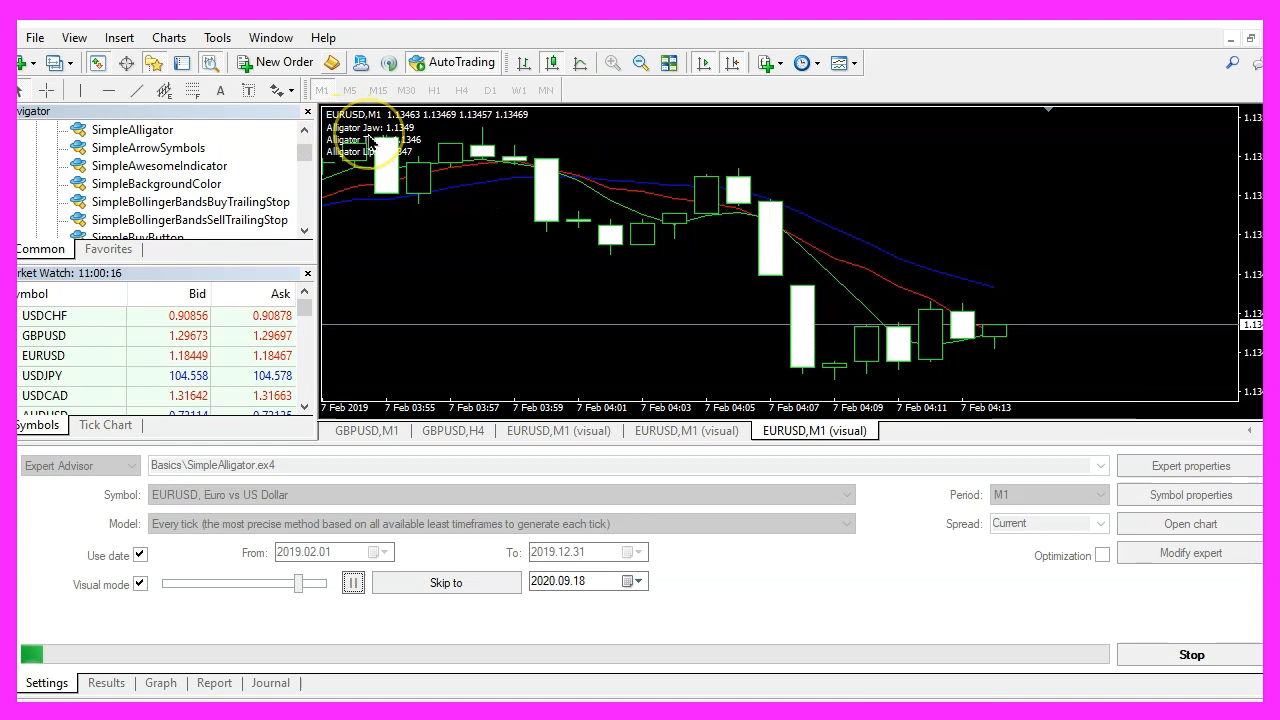 File View Insert Charts Tools Window Help
New Order AutoTrading
A T M1 M5 M15 M30 H1 H4 D1 W1 MN
avigator
SimpleAlligator
SimpleArrowSymbols
SimpleAwesomeIndicator
SimpleBackgroundColor
SimpleBollingerBandsBuyTrailingStop
SimpleBollingerBandsSellTrailingStop
SimpleBuyButton
Common Favorites
rket Watch: 11:00:16
ymbol Bid Ask
USDCHF 0.90856 0.90878
GBPUSD 1.29673 1.29697
EURUSD 1.18449 1.18467
USDJPY 104.558 104.578
USDCAD 1.31642 1.31663
AUDUSD
ymbols Tick Chart
EURUSD,M1 1.13463 1.13469 1.13457 1.13469
Alligator Jaw: 1.1349
Alligator
Alligator
7 Feb 2019 7 Feb 03:55 7 Feb 03:57 7 Feb 03:59 7 Feb 04:01 7 Feb 04:03 7 Feb 04:05 7 Feb 04:07 7 Feb 04:09 7 Feb 04:11 7 Feb 04:13
GBPUSD,M1 GBPUSD,H4 EURUSD,M1 (visual) EURUSD,M1 (visual) EURUSD,M1 (visual)
Expert Advisor Basics\SimpleAlligator.ex4 Expert properties
Symbol: EURUSD, Euro vs US Dollar Period: M1 Symbol properties
Model: Every tick (the most precise method based on all available least timeframes to generate each tick) Spread: Current Open chart
Use date From: 2019.02.01 To: 2019.12.31 Optimization Modify expert
Visual mode Skip to 2020.09.18
Stop
Settings Results Graph Report Journal